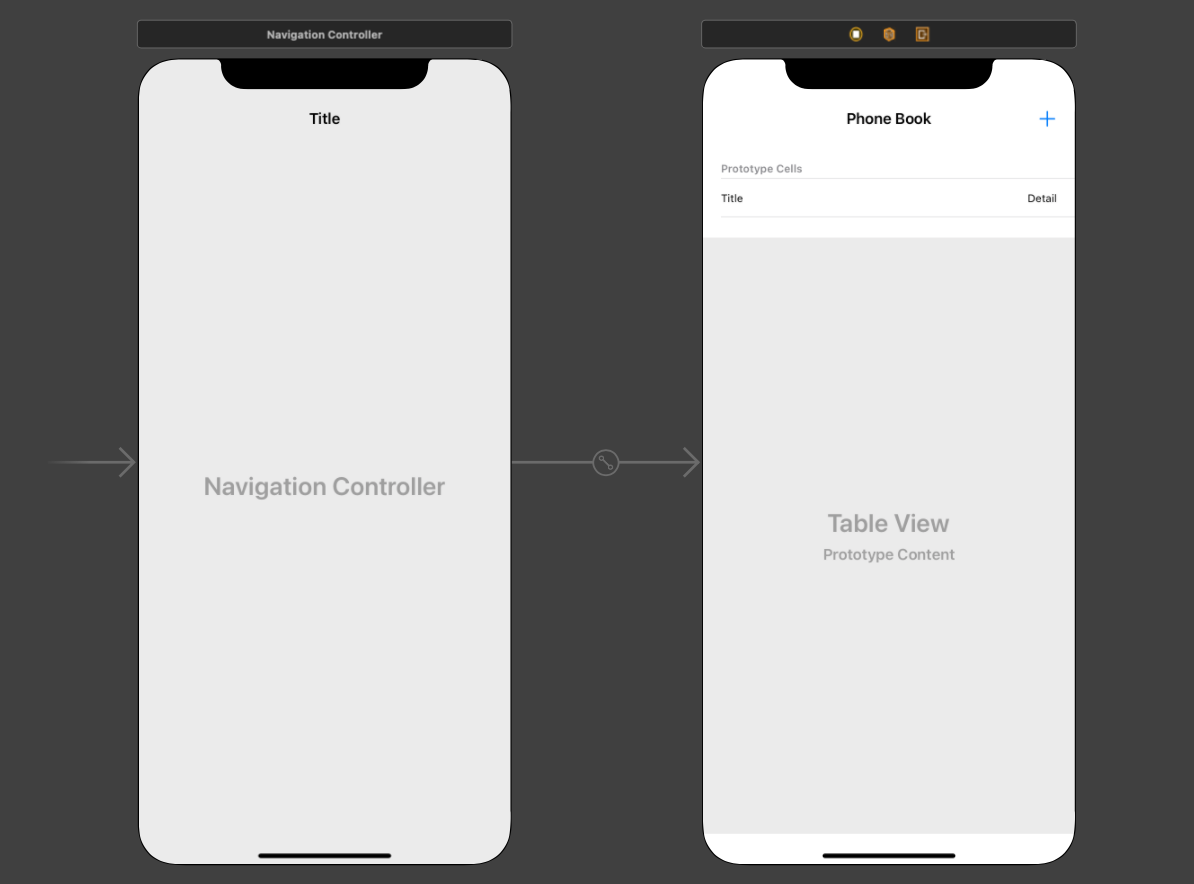 Navigation Controller
Title
Navigation Controller
Phone Book
Prototype Cells
Title Detail
Table View
Prototype Content